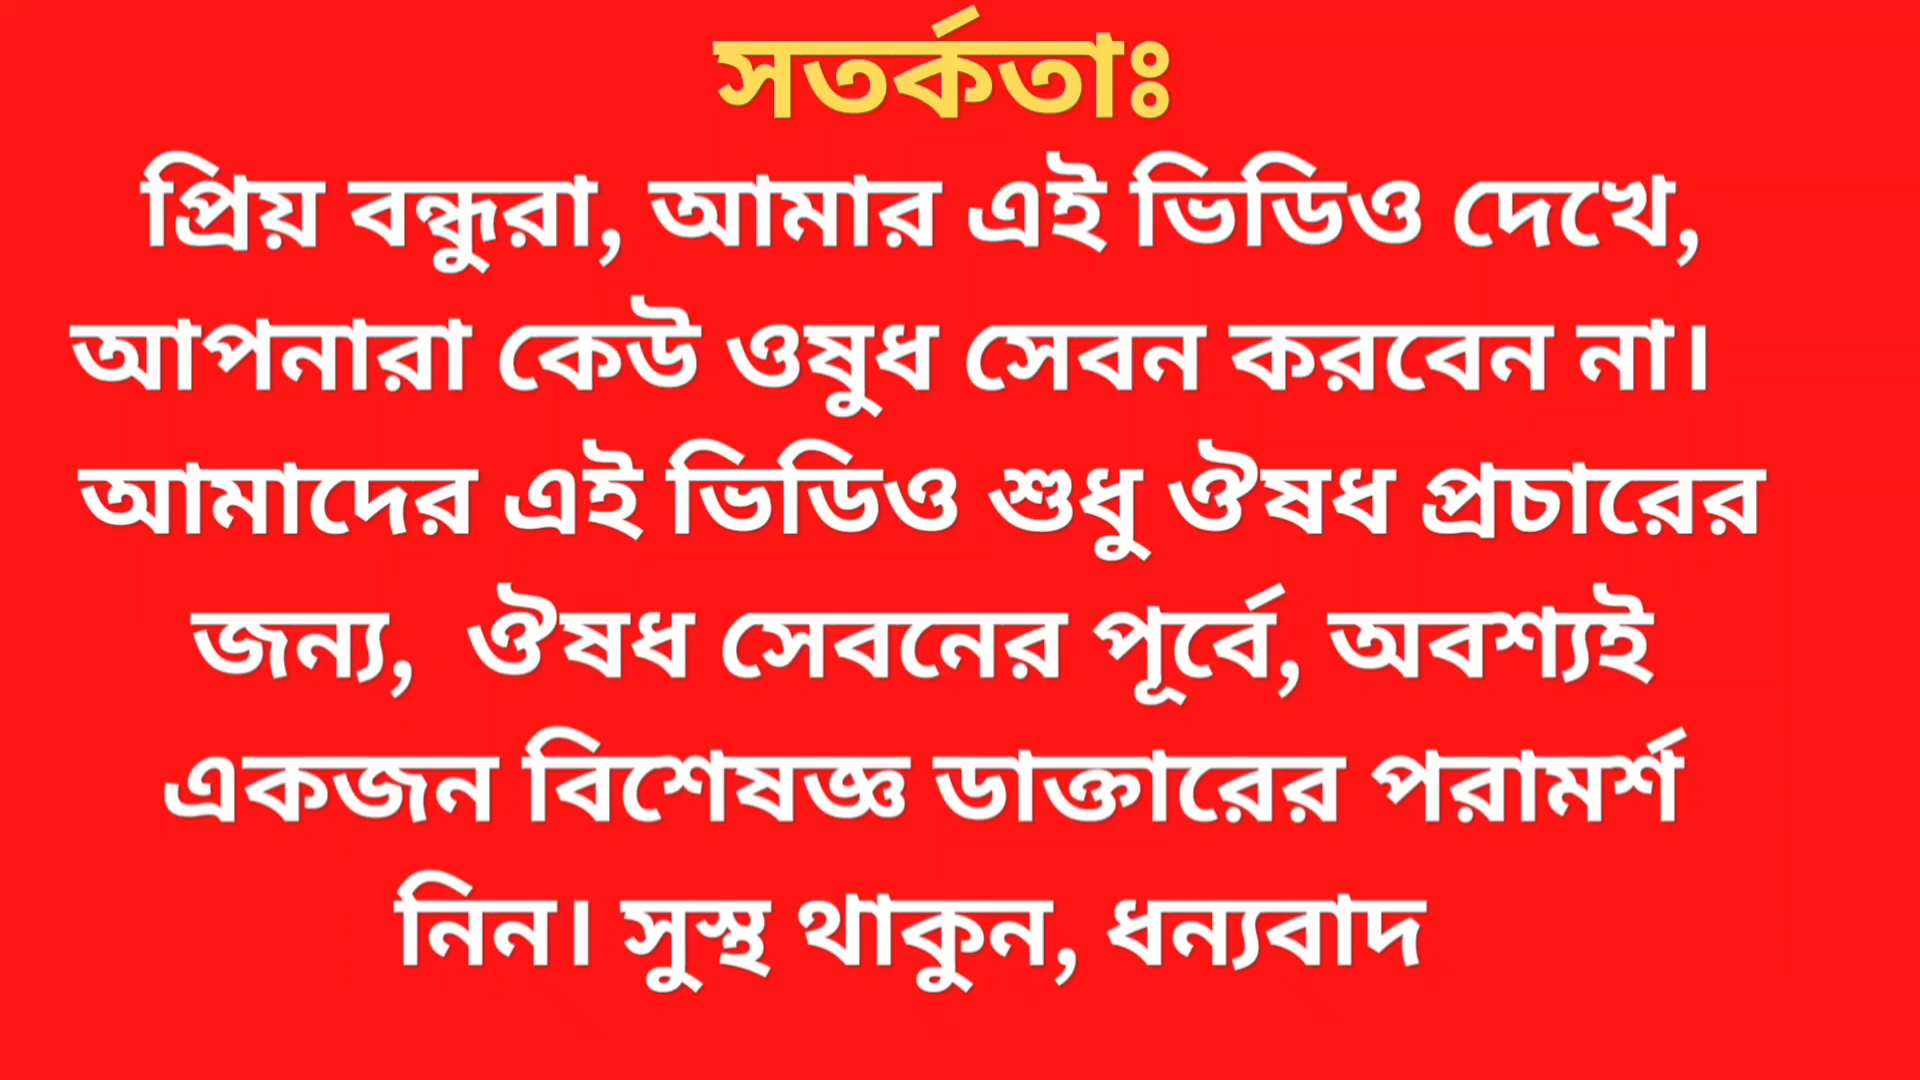 সতর্কতাঃ
প্রিয় বন্ধুরা, আমার এই ভিডিও দেখে,
আপনারা কেউ ওষুধ সেবন করবেন না।
আমাদের এই ভিডিও শুধু ঔষধ প্রচারের
জন্য, ঔষধ সেবনের পূর্বে, অবশ্যই
একজন বিশেষজ্ঞ ডাক্তারের পরামর্শ
নিন। সুস্থ থাকুন, ধন্যবাদ